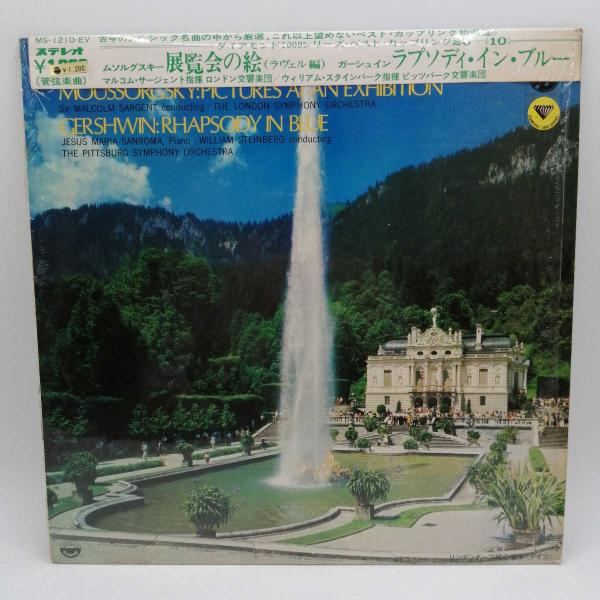 MS-1210-EV
古今のクラシック名曲の中から厳選、これ以上望めないベスト・カップリング
ステレオ
ダイアモンド1000シリーズ・ベスト・カップリング20 (10)
¥1,200
(管弦楽曲)
ムソルグスキー 展覧会の絵 (ラヴェル編) ガーシュイン ラプソディ・イン・ブルー
マルコム・サージェント指揮 ロンドン交響楽団/ウィリアム・スタインバーク指揮 ピッツバーク交響楽団
MOUSSORGSKY: PICTURES AT AN EXHIBITION
Sir MALCOLM SARGENT conducting / THE LONDON SYMPHONY ORCHESTRA
GERSHWIN: RHAPSODY IN BLUE
JESUS MARIA SANROMA, Piano / WILLIAM STEINBERG conducting
THE PITTSBURG SYMPHONY ORCHESTRA